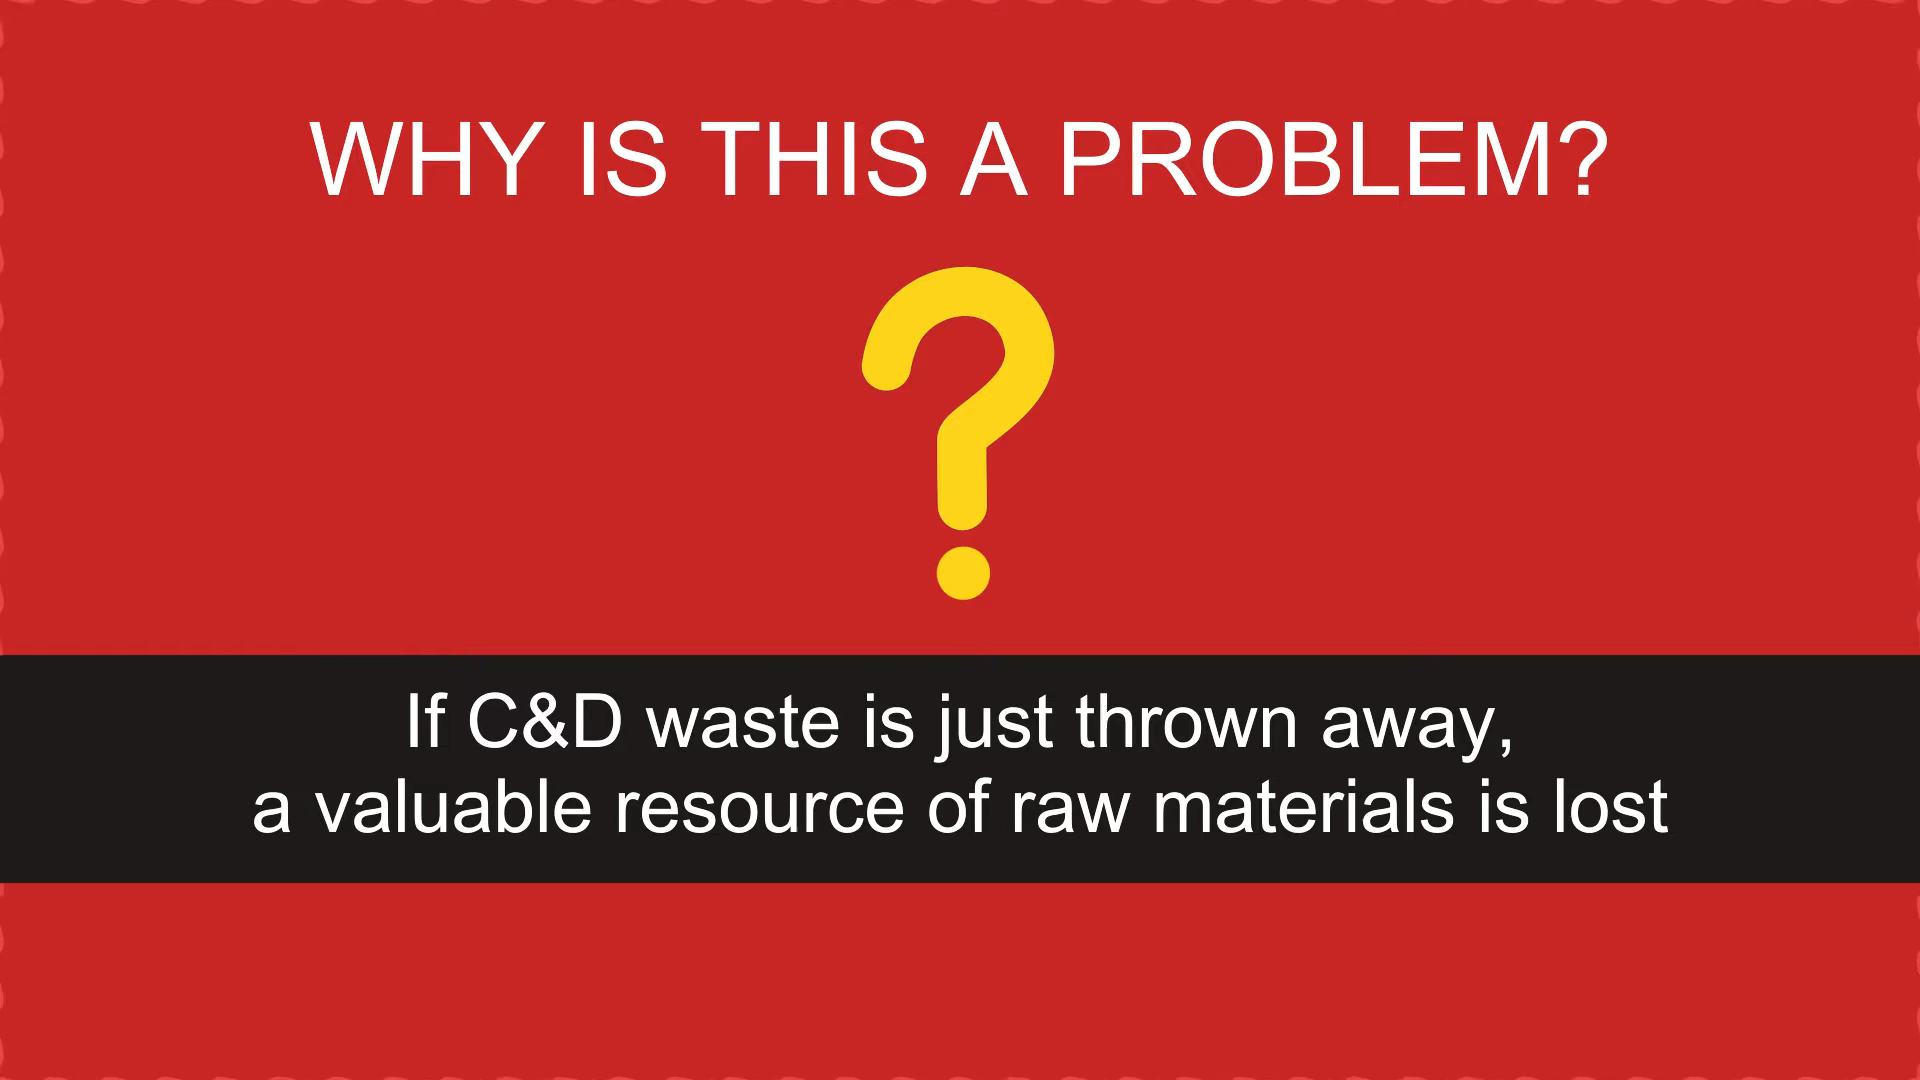 WHY IS THIS A PROBLEM?
?
If C&D waste is just thrown away,
a valuable resource of raw materials is lost